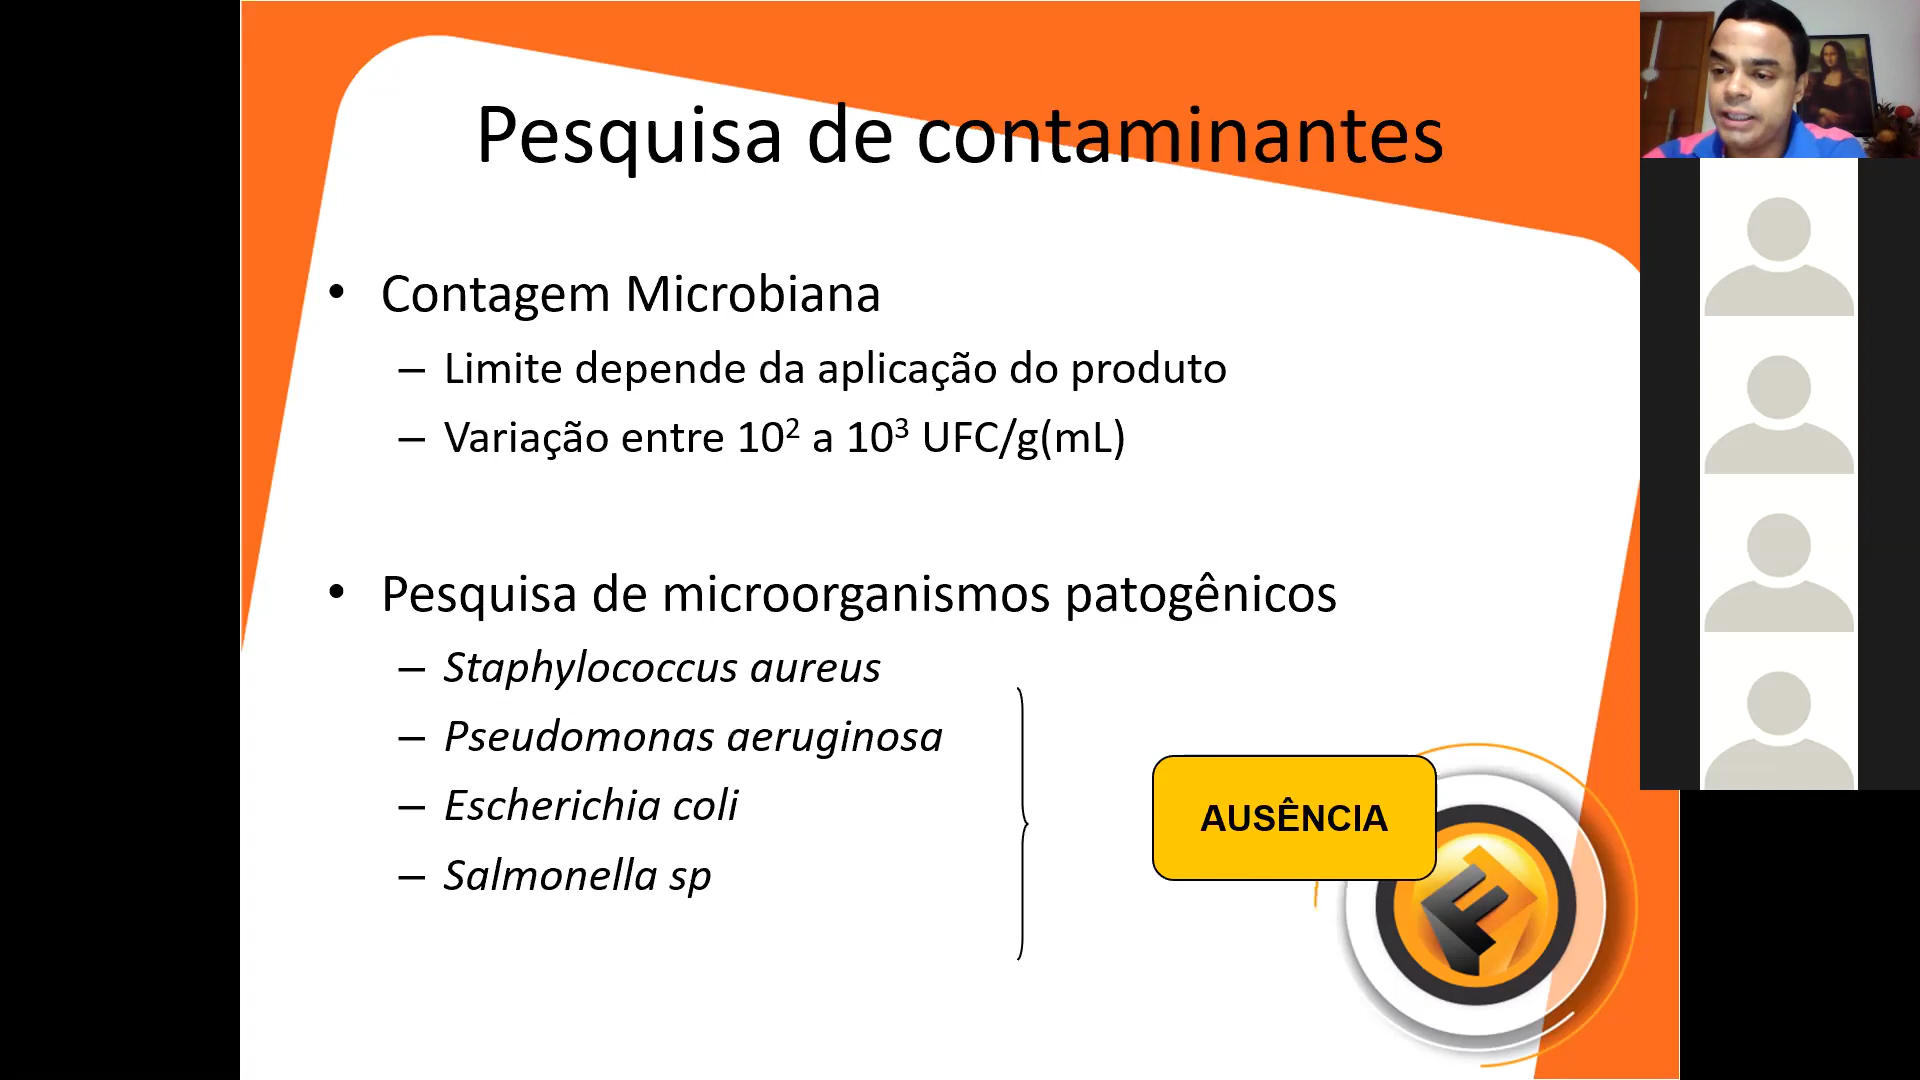 Pesquisa de contaminantes
• Contagem Microbiana
– Limite depende da aplicação do produto
– Variação entre 10² a 10³ UFC/g(mL)
• Pesquisa de microorganismos patogênicos
– Staphylococcus aureus
– Pseudomonas aeruginosa
– Escherichia coli
– Salmonella sp
AUSÊNCIA